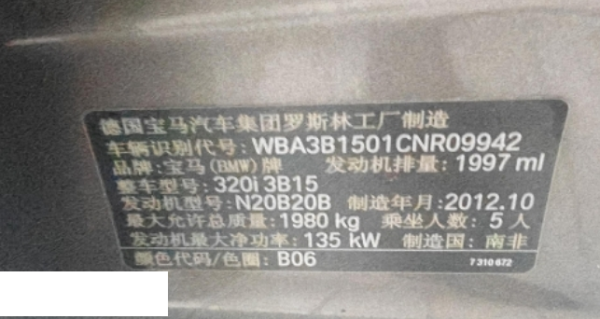 德国宝马汽车集团罗斯林工厂制造
车辆识别代号: WBA3B1501CNR09942
品牌: 宝马(BMW)牌 发动机排量: 1997 ml
整车型号: 320i 3B15
发动机型号: N20B20B 制造年月: 2012.10
最大允许总质量: 1980 kg 乘坐人数: 5 人
发动机最大净功率: 135 kW 制造国: 南非
颜色代码/色圈: B06 7 310 672